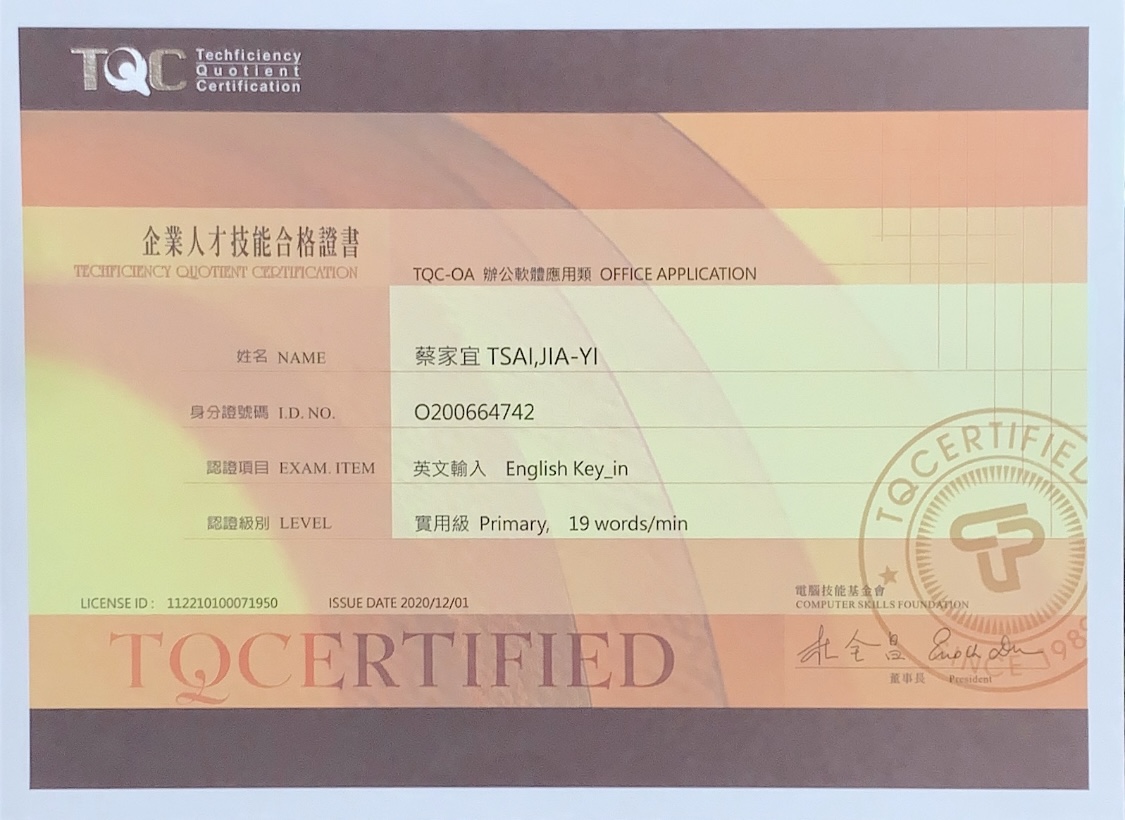 TQC Techficiency
Quotient
Certification
企業人才技能合格證書
TECHFICIENCY QUOTIENT CERTIFICATION
TQC-OA 辦公軟體應用類 OFFICE APPLICATION
姓名 NAME 蔡家宜 TSAI,JIA-YI
身分證號碼 I.D. NO. O200664742
認證項目 EXAM. ITEM 英文輸入 English Key_in
認證級別 LEVEL 實用級 Primary, 19 words/min
LICENSE ID : 112210100071950 ISSUE DATE 2020/12/01
電腦技能基金會
COMPUTER SKILLS FOUNDATION
TQCERTIFIED
董事長 President
TQCERTIFIED
SINCE 1989